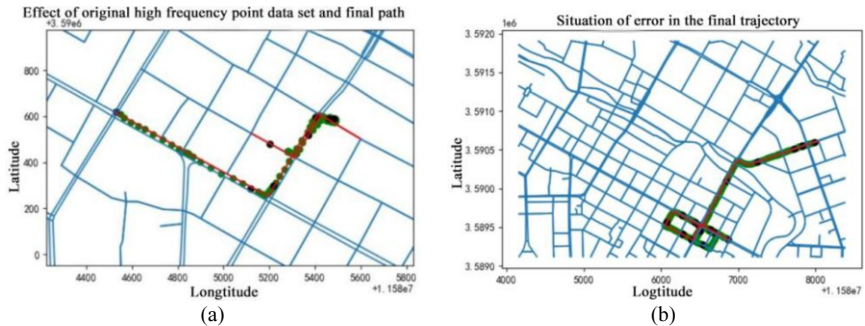 Effect of original high frequency point data set and final path
+3.59e6
800
600
400
200
0
Latitude
4400 4600 4800 5000 5200 5400 5600 5800
+1.158e7
Longtitude
(a)
Situation of error in the final trajectory
1e6
3.5920
3.5915
3.5910
3.5905
3.5900
3.5895
3.5890
Latitude
4000 5000 6000 7000 8000
+1.158e7
Longtitude
(b)